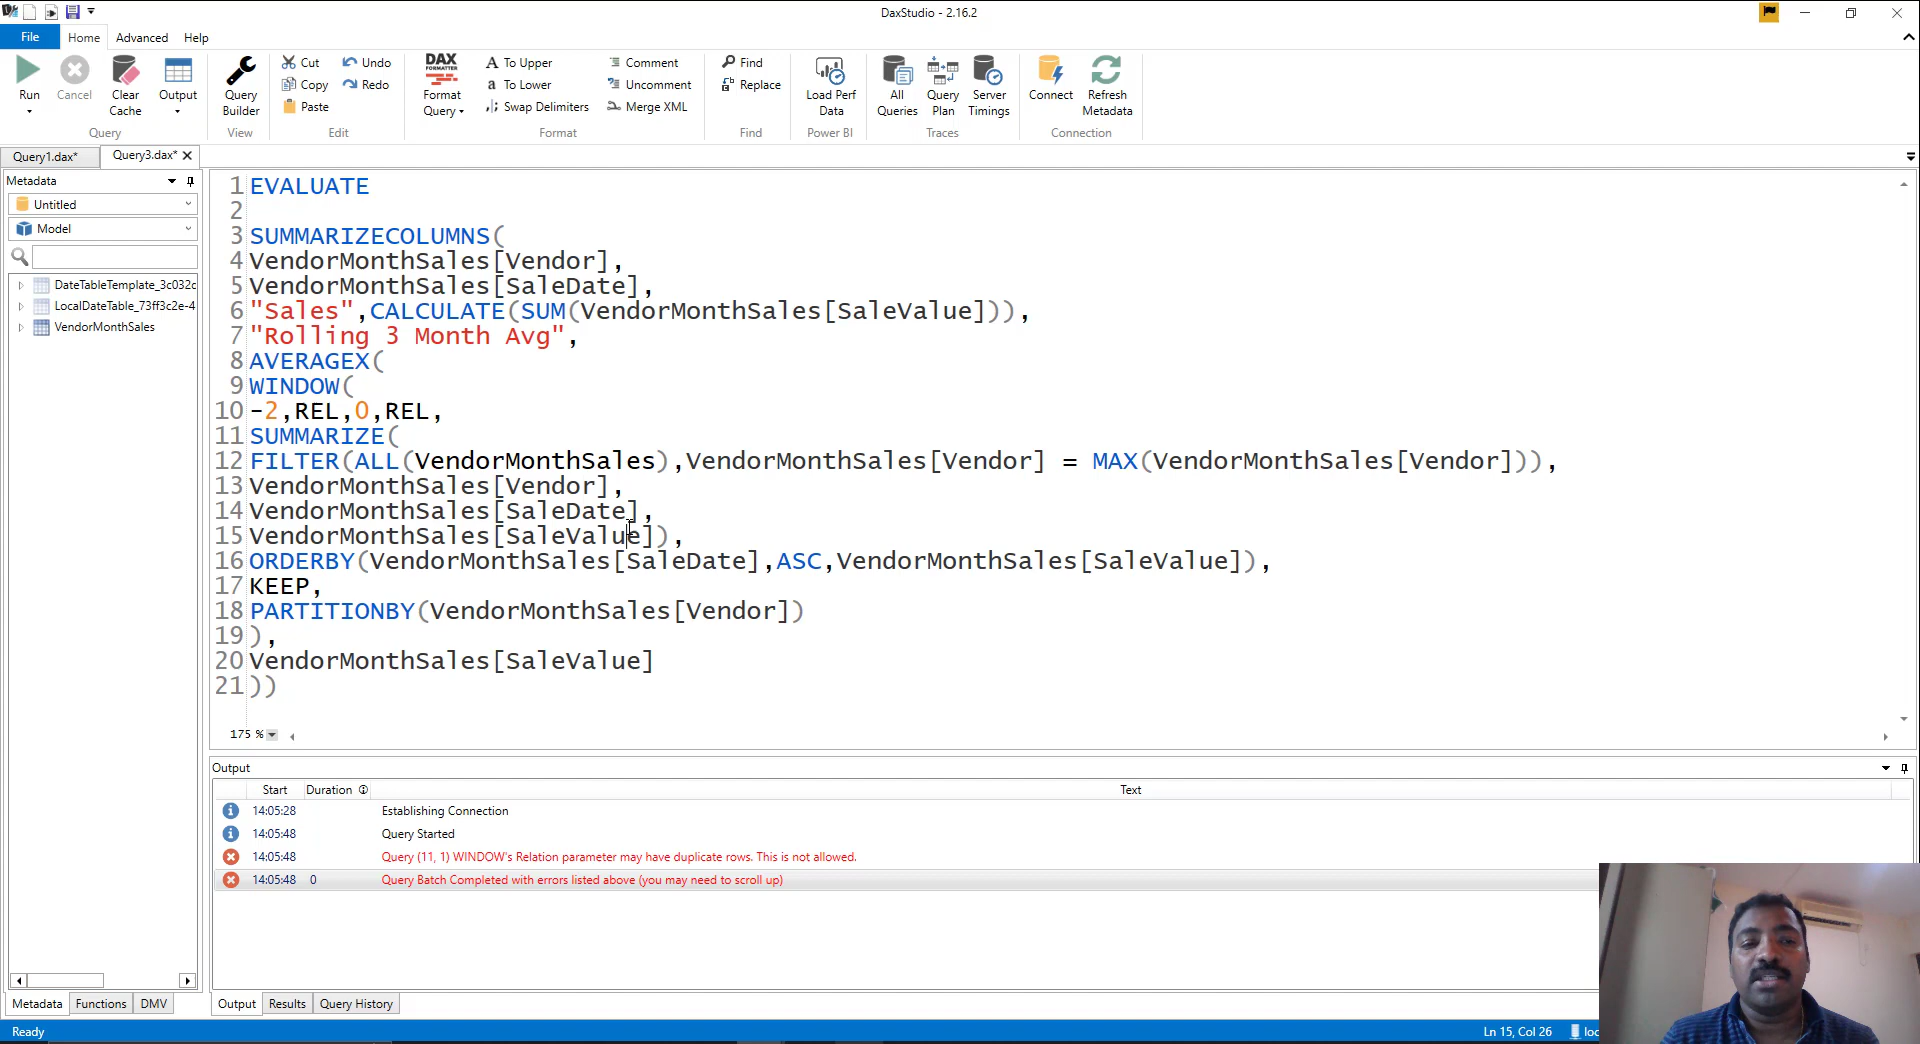 DaxStudio - 2.16.2
File Home Advanced Help
Run Cancel Clear Cache Output Query Builder Cut Copy Paste Undo Redo
DAX FORMATTER Format Query To Upper To Lower Swap Delimiters Comment Uncomment Merge XML
Find Replace Load Perf Data All Queries Query Plan Server Timings Connect Refresh Metadata
Query View Edit Format Find Power BI Traces Connection
Query1.dax* Query3.dax*
Metadata
Untitled
Model
DateTableTemplate_3c032c
LocalDateTable_73ff3c2e-4
VendorMonthSales
1 EVALUATE
2
3 SUMMARIZECOLUMNS(
4 VendorMonthSales[Vendor],
5 VendorMonthSales[SaleDate],
6 "Sales",CALCULATE(SUM(VendorMonthSales[SaleValue])),
7 "Rolling 3 Month Avg",
8 AVERAGEX(
9 WINDOW(
10 -2,REL,0,REL,
11 SUMMARIZE(
12 FILTER(ALL(VendorMonthSales),VendorMonthSales[Vendor] = MAX(VendorMonthSales[Vendor])),
13 VendorMonthSales[Vendor],
14 VendorMonthSales[SaleDate],
15 VendorMonthSales[SaleValue]),
16 ORDERBY(VendorMonthSales[SaleDate],ASC,VendorMonthSales[SaleValue]),
17 KEEP,
18 PARTITIONBY(VendorMonthSales[Vendor])
19 ),
20 VendorMonthSales[SaleValue]
21 ))
175 %
Output
Start Duration Text
14:05:28 Establishing Connection
14:05:48 Query Started
14:05:48 Query (11, 1) WINDOW's Relation parameter may have duplicate rows. This is not allowed.
14:05:48 0 Query Batch Completed with errors listed above (you may need to scroll up)
Metadata Functions DMV Output Results Query History
Ready Ln 15, Col 26 loc